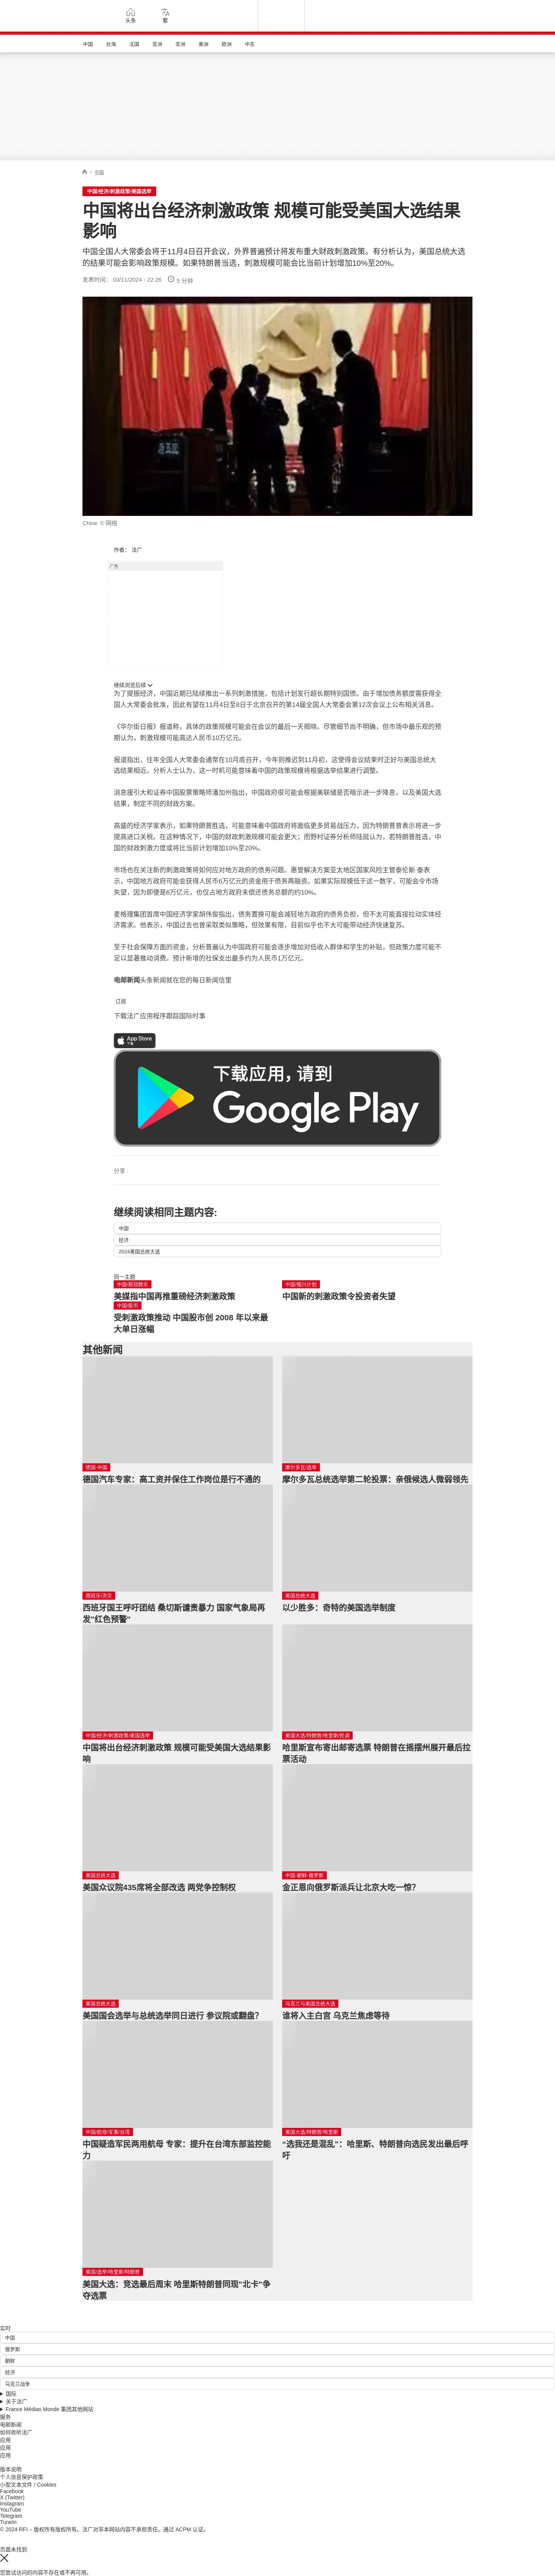 头条
繁
中国
台海
法国
亚洲
非洲
美洲
欧洲
中东
/ 中国
中国/经济/刺激政策/美国选举
中国将出台经济刺激政策 规模可能受美国大选结果
影响
中国全国人大常委会将于11月4日召开会议，外界普遍预计将发布重大财政刺激政策。有分析认为，美国总统大选
的结果可能会影响政策规模。如果特朗普当选，刺激规模可能会比当前计划增加10%至20%。
发表时间： 03/11/2024 - 22:26 5 分钟
Chine © 网络
作者： 法广
广告
继续浏览后续
为了提振经济，中国近期已陆续推出一系列刺激措施，包括计划发行超长期特别国债。由于增加债务额度需获得全
国人大常委会批准，因此有望在11月4日至8日于北京召开的第14届全国人大常委会第12次会议上公布相关消息。
《华尔街日报》报道称，具体的政策规模可能会在会议的最后一天揭晓。尽管细节尚不明确，但市场中最乐观的预
期认为，刺激规模可能高达人民币10万亿元。
报道指出，往年全国人大常委会通常在10月底召开，今年则推迟到11月初，这使得会议结束时正好与美国总统大
选结果相近。分析人士认为，这一时机可能意味着中国的政策规模将根据选举结果进行调整。
消息援引大和证券中国股票策略师潘加州指出，中国政府很可能会根据美联储是否暗示进一步降息，以及美国大选
结果，制定不同的财政方案。
高盛的经济学家表示，如果特朗普胜选，可能意味着中国政府将面临更多贸易战压力，因为特朗普曾表示将进一步
提高进口关税。在这种情况下，中国的财政刺激规模可能会更大；而野村证券分析师陆挺认为，若特朗普胜选，中
国的财政刺激力度或将比当前计划增加10%至20%。
市场也在关注新的刺激政策将如何应对地方政府的债务问题。惠誉解决方案亚太地区国家风险主管泰伦斯·泰表
示，中国地方政府可能会获得人民币6万亿元的资金用于债务再融资。如果实际规模低于这一数字，可能会令市场
失望，因为即便是6万亿元，也仅占地方政府未偿还债务总额的约10%。
麦格理集团首席中国经济学家胡伟俊指出，债务置换可能会减轻地方政府的债务负担，但不太可能直接拉动实体经
济需求。他表示，中国过去也曾采取类似策略，但效果有限，目前似乎也不大可能带动经济快速复苏。
至于社会保障方面的资金，分析普遍认为中国政府可能会逐步增加对低收入群体和学生的补贴，但政策力度可能不
足以显著推动消费。预计新增的社保支出最多约为人民币1万亿元。
电邮新闻头条新闻就在您的每日新闻信里
订阅
下载法广应用程序跟踪国际时事
App Store
下载
下载应用，请到
Google Play
分享 :
继续阅读相同主题内容:
中国
经济
2024美国总统大选
同一主题
中国/新冠肺炎
美媒指中国再推重磅经济刺激政策
中国/振兴计划
中国新的刺激政策令投资者失望
中国/股市
受刺激政策推动 中国股市创 2008 年以来最
大单日涨幅
其他新闻
德国-中国
德国汽车专家：高工资并保住工作岗位是行不通的
摩尔多瓦/选举
摩尔多瓦总统选举第二轮投票：亲俄候选人微弱领先
西班牙/洪灾
西班牙国王呼吁团结 桑切斯谴责暴力 国家气象局再
发"红色预警"
美国总统大选
以少胜多：奇特的美国选举制度
中国/经济/刺激政策/美国选举
中国将出台经济刺激政策 规模可能受美国大选结果影
响
美国大选/特朗普/哈里斯/民调
哈里斯宣布寄出邮寄选票 特朗普在摇摆州展开最后拉
票活动
美国总统大选
美国众议院435席将全部改选 两党争控制权
中国·朝鲜·俄罗斯
金正恩向俄罗斯派兵让北京大吃一惊？
美国总统大选
美国国会选举与总统选举同日进行 参议院或翻盘？
乌克兰与美国总统大选
谁将入主白宫 乌克兰焦虑等待
中国/航母/军事/台湾
中国疑造军民两用航母 专家：提升在台湾东部监控能
力
美国大选/特朗普/哈里斯
"选我还是混乱"：哈里斯、特朗普向选民发出最后呼
吁
美国/选举/哈里斯/特朗普
美国大选：竞选最后周末 哈里斯特朗普同现"北卡"争
夺选票
实时
中国
俄罗斯
朝鲜
经济
乌克兰战争
国际
关于法广
France Médias Monde 集团其他网站
服务
电邮新闻
如何收听法广
应用
应用
应用
版本说明
个人信息保护政策
小型文本文件 / Cookies
Facebook
X (Twitter)
Instagram
YouTube
Telegram
TuneIn
© 2024 RFI – 版权所有版权所有。法广对非本网站内容不承担责任。通过 ACPM 认证。
页面未找到
您尝试访问的内容不存在或不再可用。